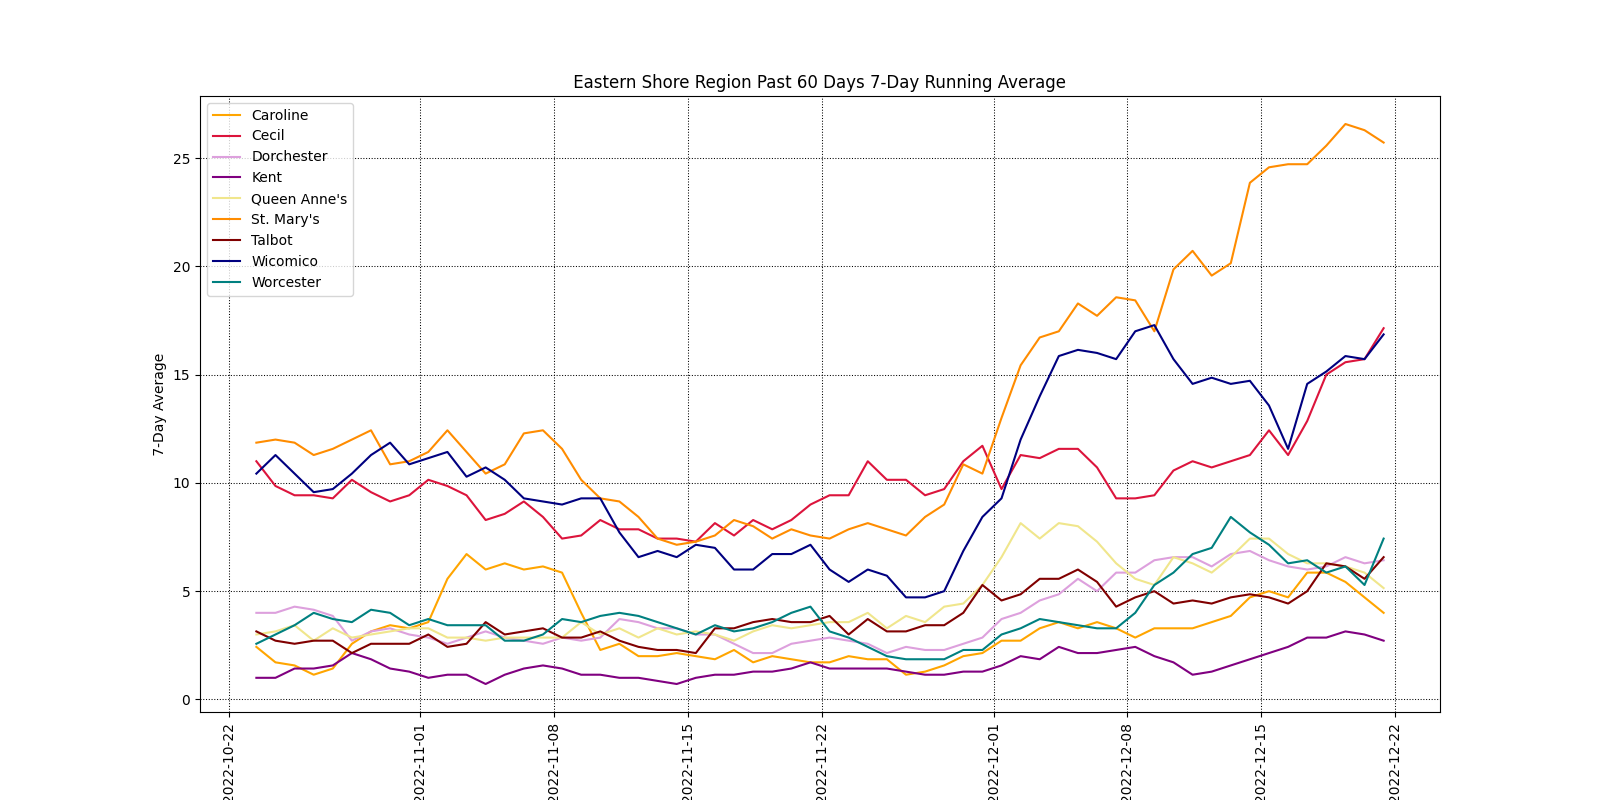 Eastern Shore Region Past 60 Days 7-Day Running Average
Caroline
Cecil
Dorchester
Kent
Queen Anne's
St. Mary's
Talbot
Wicomico
Worcester
7-Day Average
25
20
15
10
5
0
2022-10-22
2022-11-01
2022-11-08
2022-11-15
2022-11-22
2022-12-01
2022-12-08
2022-12-15
2022-12-22